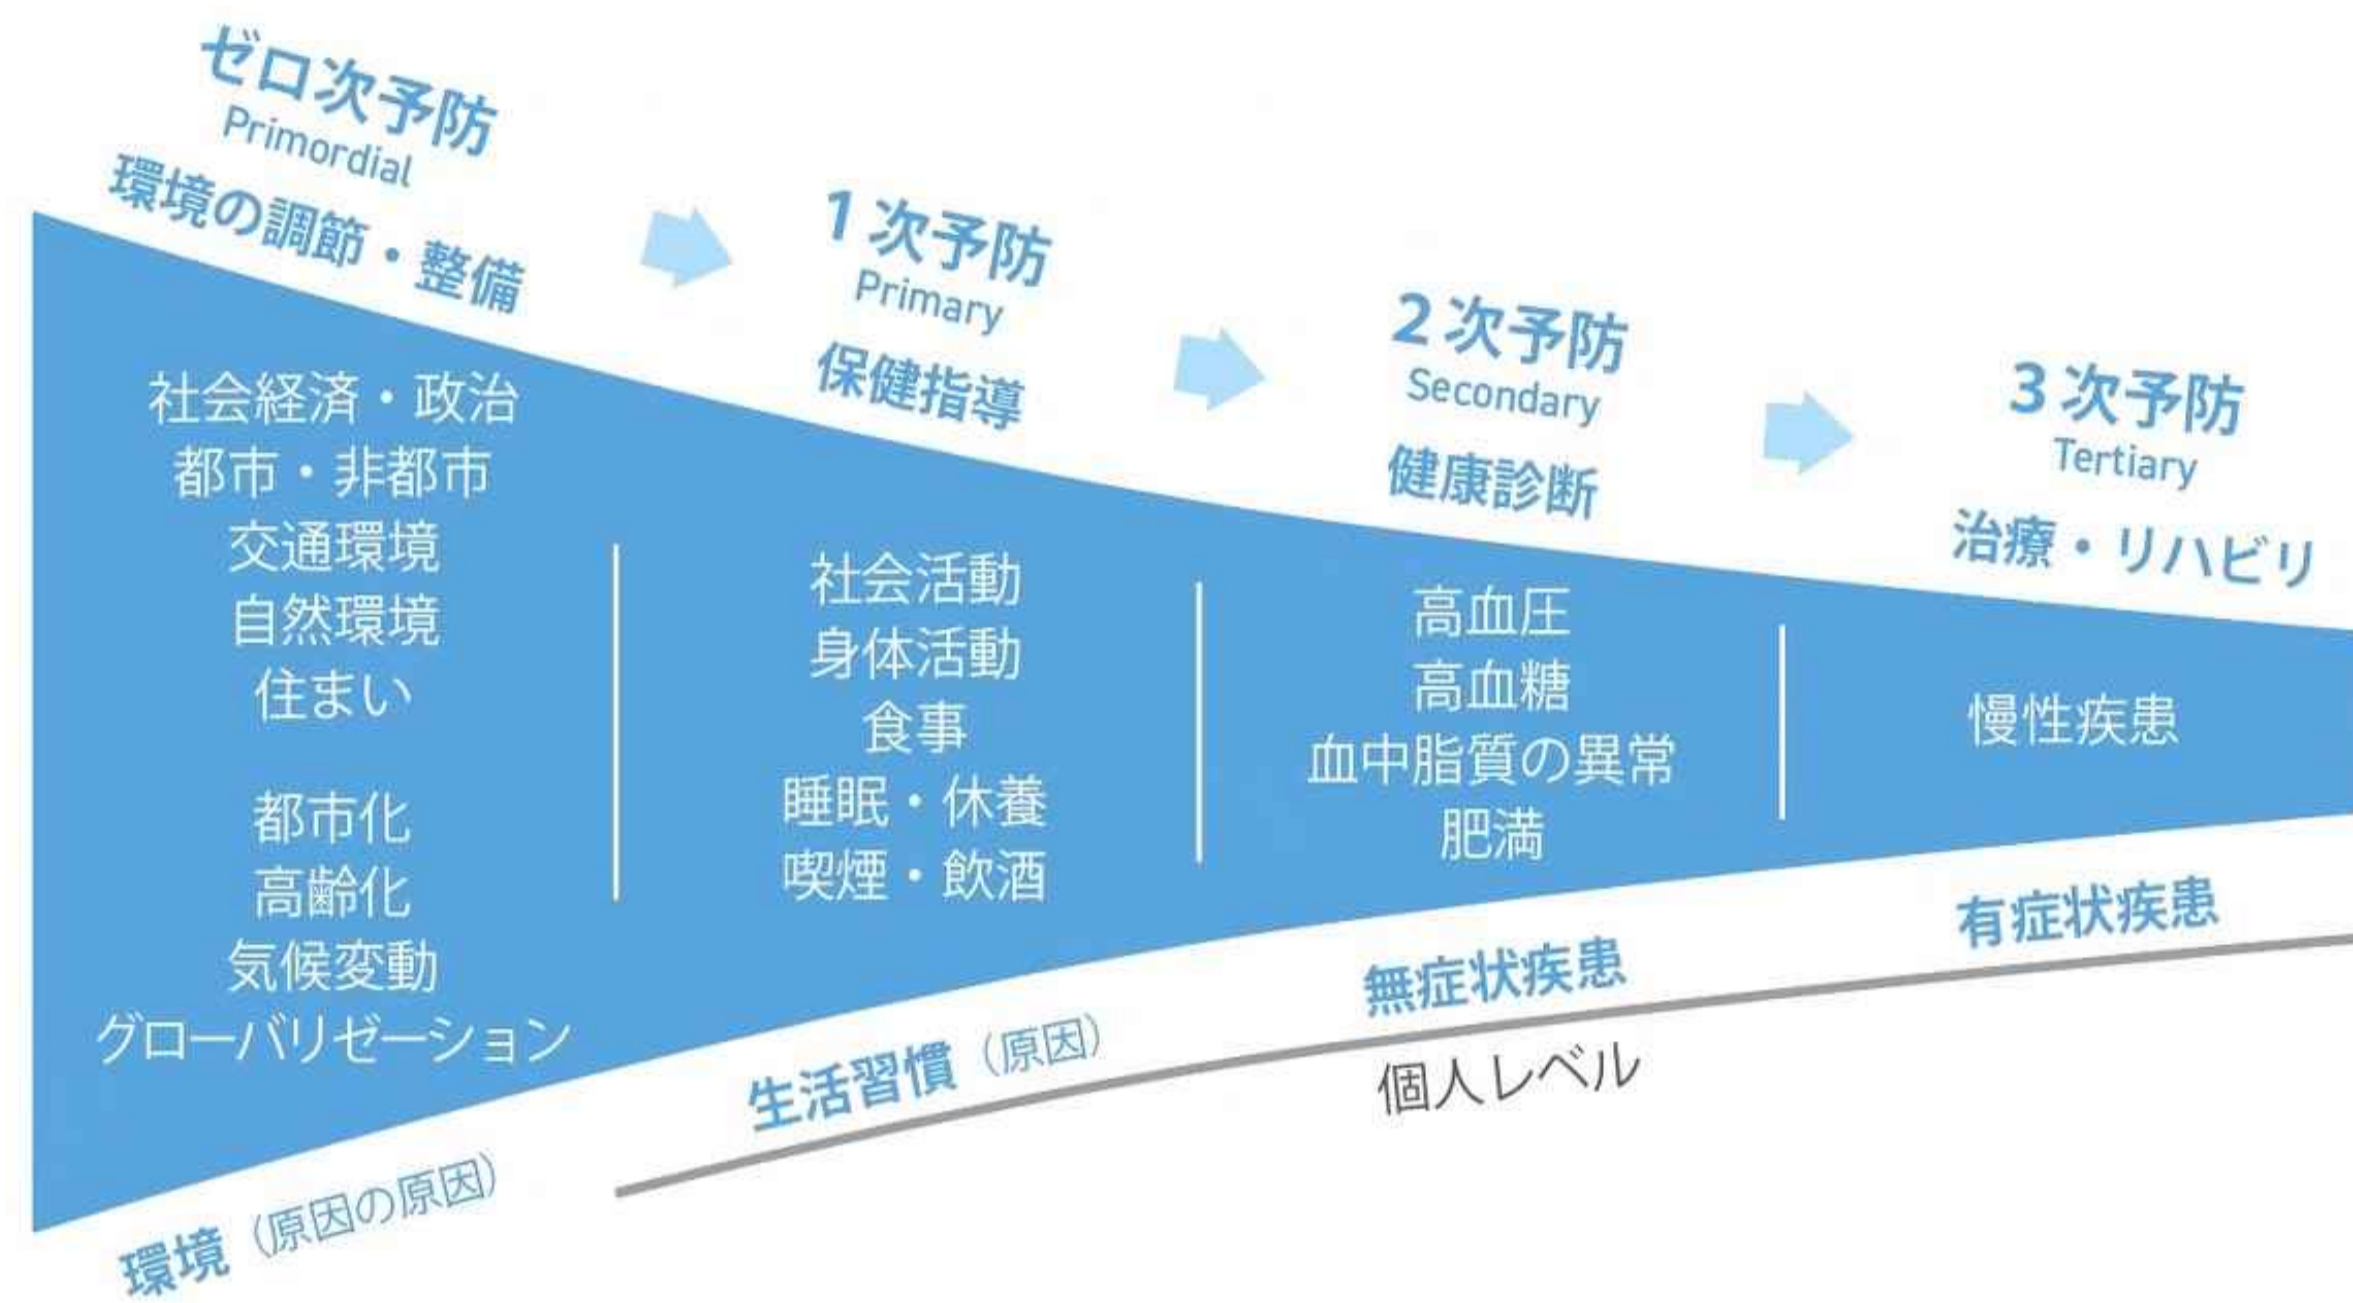 ゼロ次予防
Primordial
環境の調節・整備
社会経済・政治
都市・非都市
交通環境
自然環境
住まい
都市化
高齢化
気候変動
グローバリゼーション
環境（原因の原因）
1次予防
Primary
保健指導
社会活動
身体活動
食事
睡眠・休養
喫煙・飲酒
生活習慣（原因）
2次予防
Secondary
健康診断
高血圧
高血糖
血中脂質の異常
肥満
無症状疾患
3次予防
Tertiary
治療・リハビリ
慢性疾患
有症状疾患
個人レベル